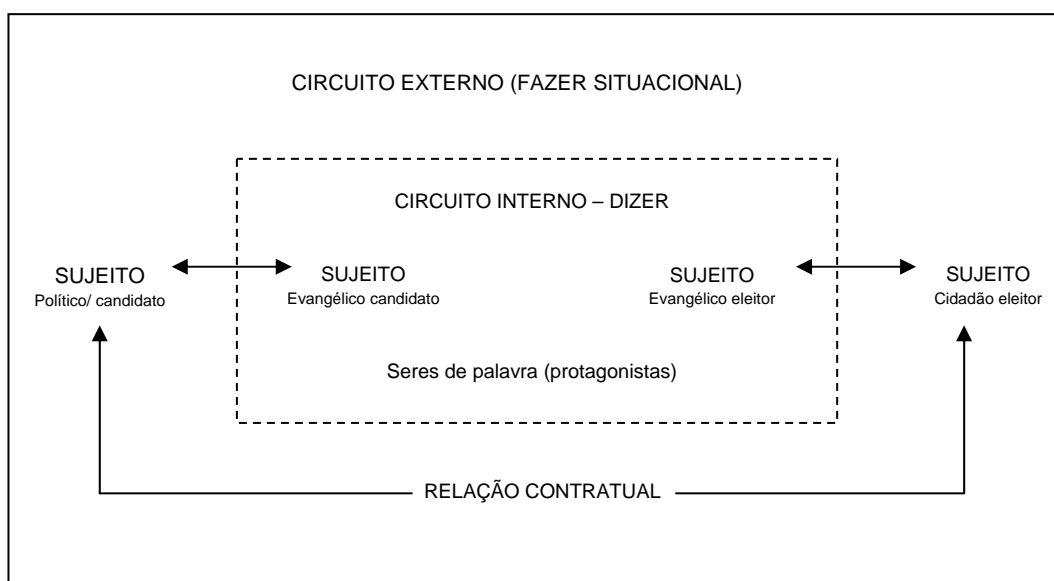 CIRCUITO EXTERNO (FAZER SITUACIONAL)
CIRCUITO INTERNO – DIZER
SUJEITO
Político/ candidato
SUJEITO
Evangélico candidato
SUJEITO
Evangélico eleitor
SUJEITO
Cidadão eleitor
Seres de palavra (protagonistas)
RELAÇÃO CONTRATUAL